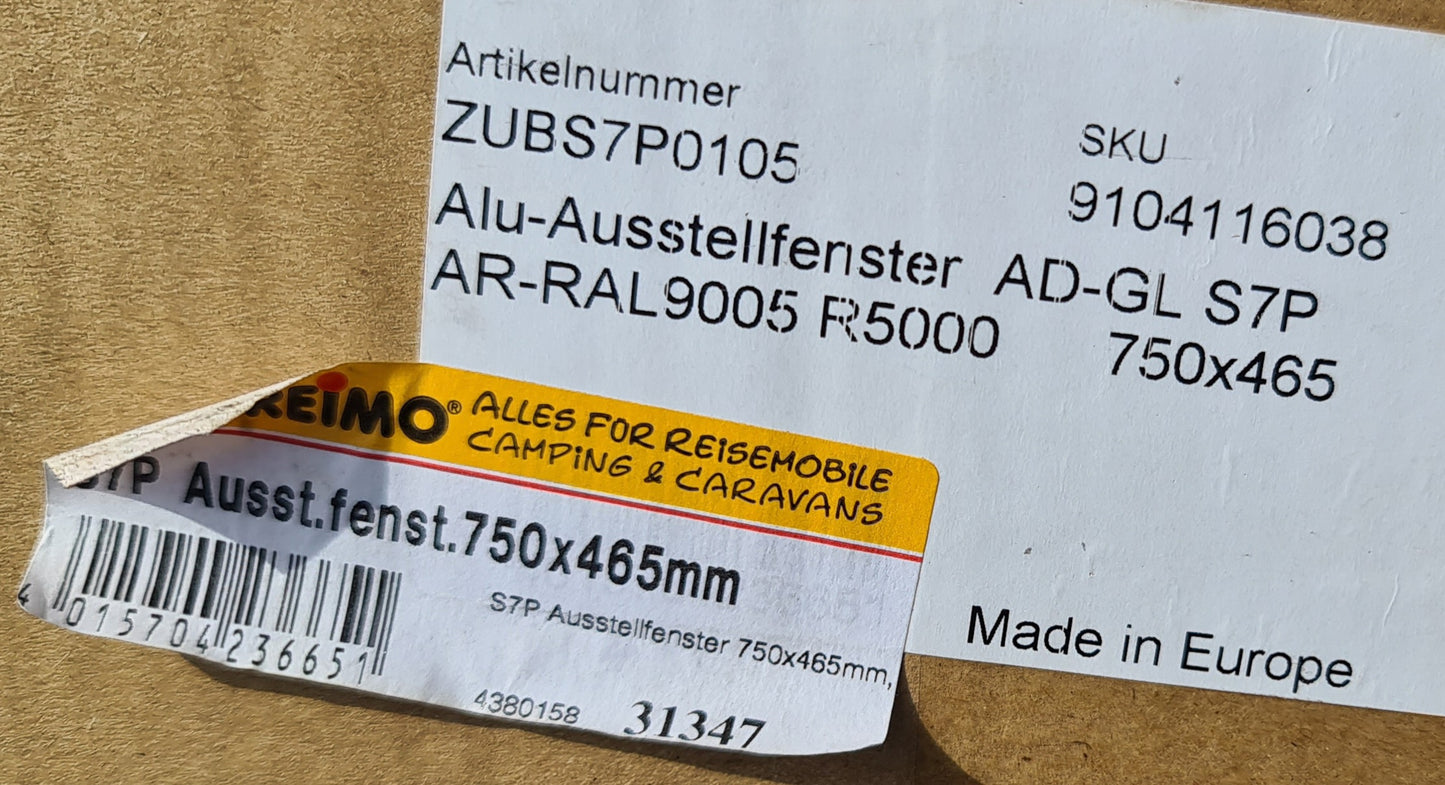 Artikelnummer
ZUBS7P0105
SKU
9104116038
Alu-Ausstellfenster AD-GL S7P
AR-RAL9005 R5000 750x465
REiMO® ALLES FÜR REiSEMOBiLE
CAMPiNG & CARAVANS
S7P Ausst.fenst.750x465mm
4 015704 236651
S7P Ausstellfenster 750x465mm,
4380158 31347
Made in Europe